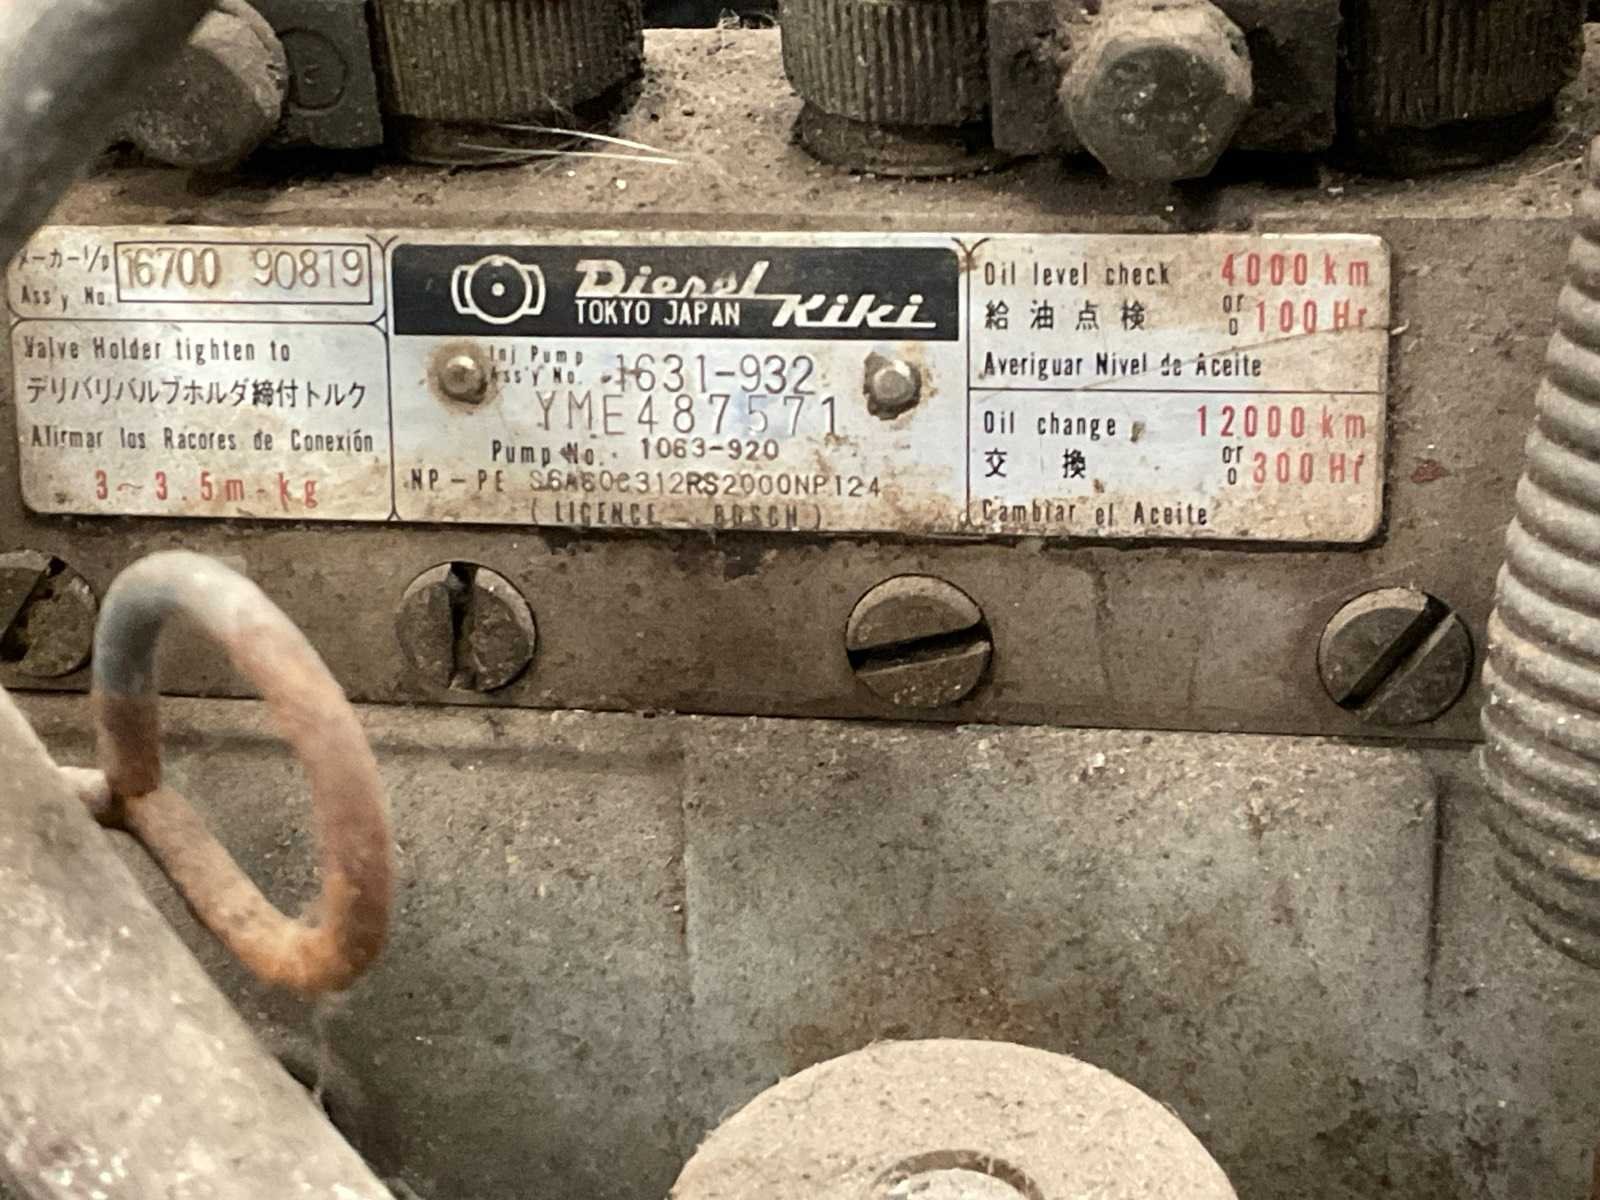 メーカーI/P
Ass'y No. 16700 90819
Valve Holder tighten to
デリバリバルブホルダ締付トルク
Afirmar los Racores de Conexión
3~3.5m-kg
Diesel Kiki
TOKYO JAPAN
Inj Pump
Ass'y No. 1631-932
YME487571
Pump No. 1063-920
NP-PE S6A60C312RS2000NP124
(LICENCE BOSCH)
Oil level check 4000km
給油点検 or o 100Hr
Averiguar Nivel de Aceite
Oil change 12000km
交換 or o 300Hr
Cambiar el Aceite